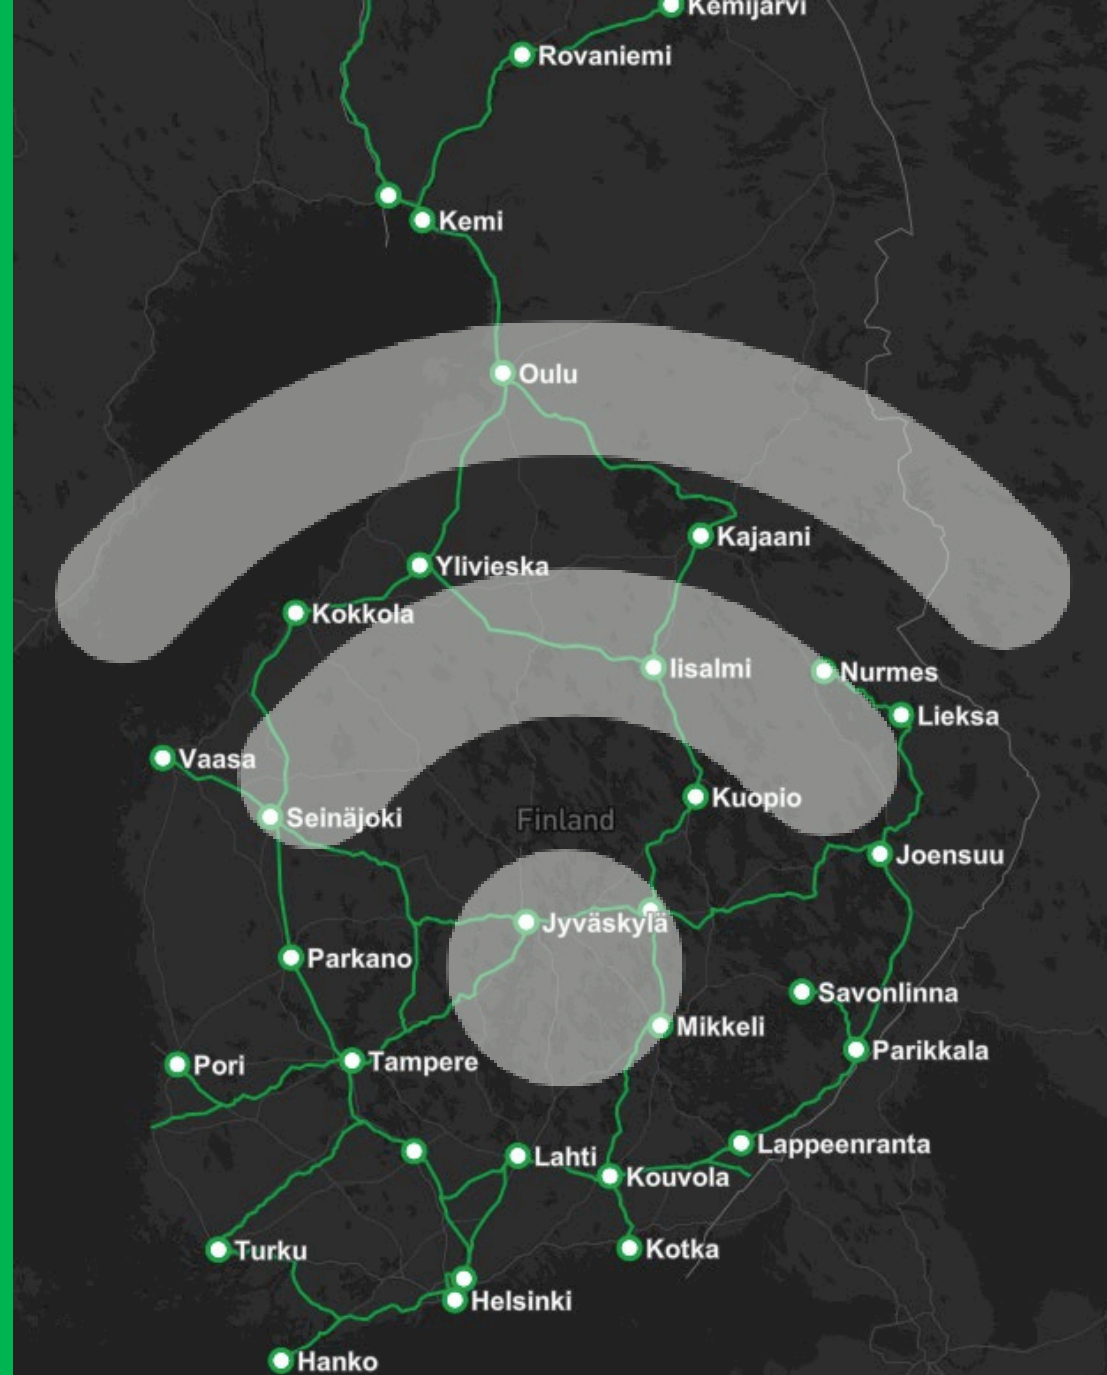 Kemijärvi
Rovaniemi
Kemi
Oulu
Kajaani
Ylivieska
Kokkola
Iisalmi
Nurmes
Lieksa
Vaasa
Kuopio
Seinäjoki
Finland
Joensuu
Jyväskylä
Parkano
Savonlinna
Mikkeli
Parikkala
Tampere
Pori
Lappeenranta
Lahti
Kouvola
Kotka
Turku
Helsinki
Hanko